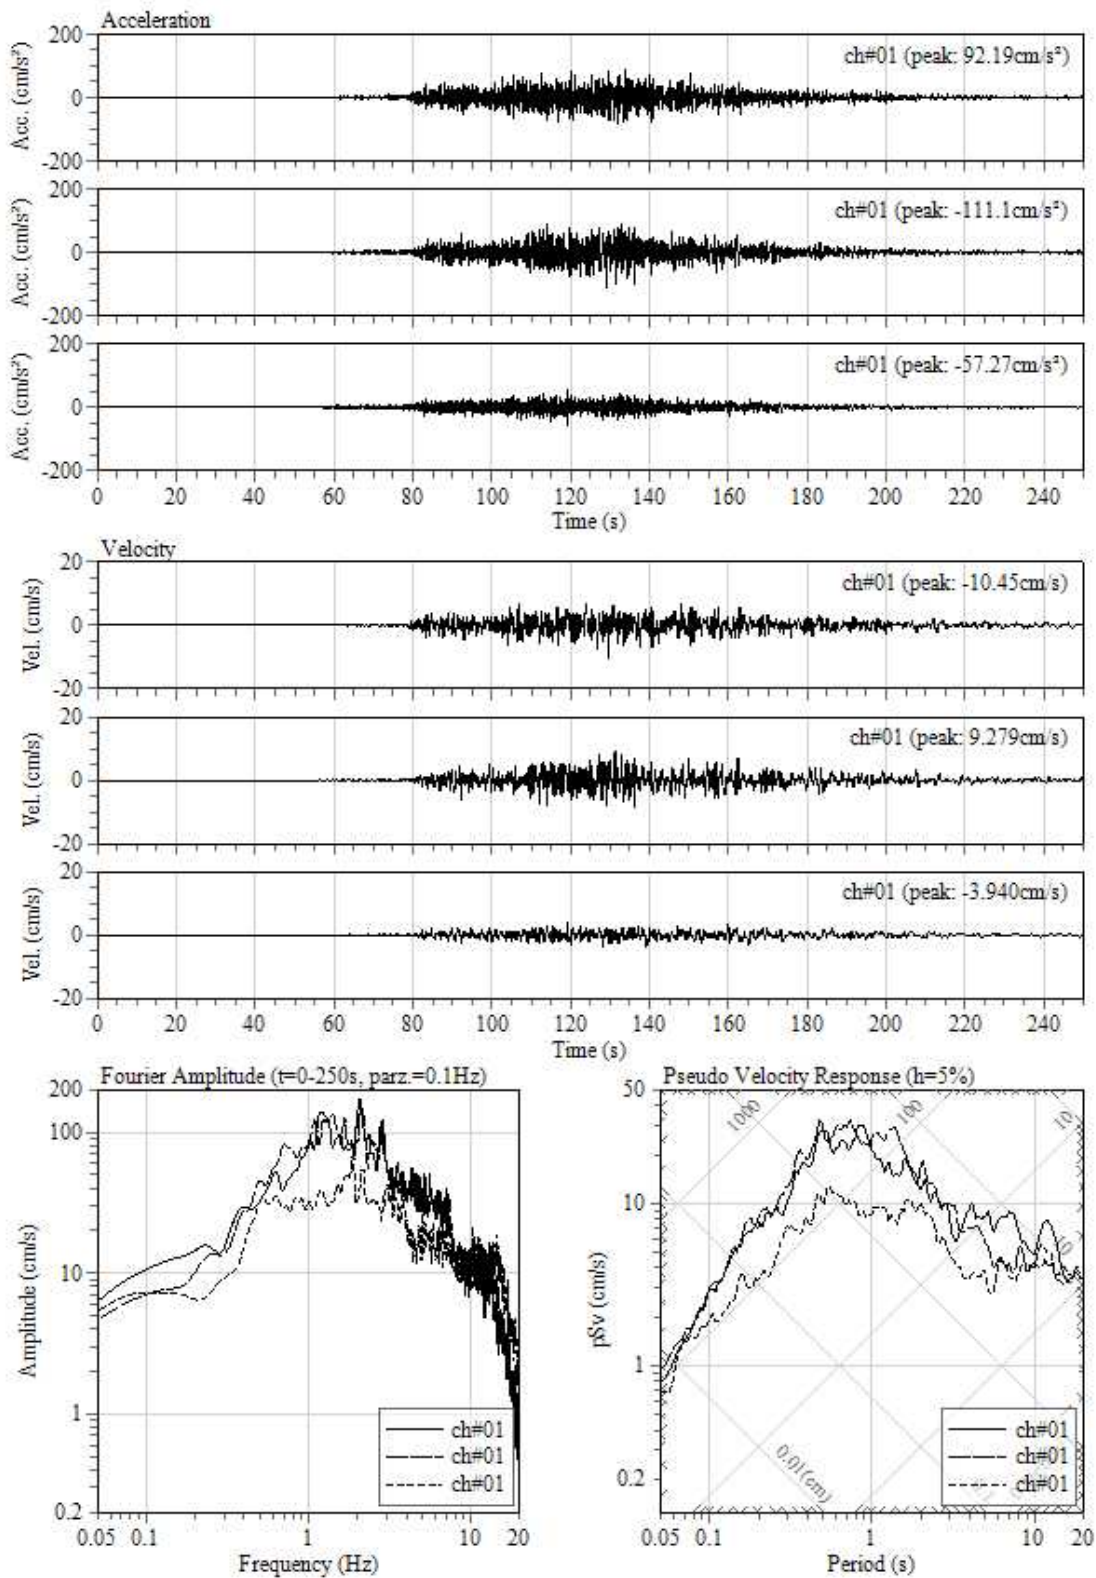 Acceleration
200
ch#01 (peak: 92.19cm/s²)
0
-200
Acc. (cm/s²)
200
ch#01 (peak: -111.1cm/s²)
0
-200
Acc. (cm/s²)
200
ch#01 (peak: -57.27cm/s²)
0
-200
Acc. (cm/s²)
0 20 40 60 80 100 120 140 160 180 200 220 240
Time (s)
Velocity
20
ch#01 (peak: -10.45cm/s)
0
-20
Vel. (cm/s)
20
ch#01 (peak: 9.279cm/s)
0
-20
Vel. (cm/s)
20
ch#01 (peak: -3.940cm/s)
0
-20
Vel. (cm/s)
0 20 40 60 80 100 120 140 160 180 200 220 240
Time (s)
Fourier Amplitude (t=0-250s, parz.=0.1Hz)
200
100
10
1
0.2
Amplitude (cm/s)
ch#01
ch#01
ch#01
0.05 0.1 1 10 20
Frequency (Hz)
Pseudo Velocity Response (h=5%)
50
10
1
0.2
pSv (cm/s)
1000
100
10
0.01(cm)
ch#01
ch#01
ch#01
0.05 0.1 1 10 20
Period (s)